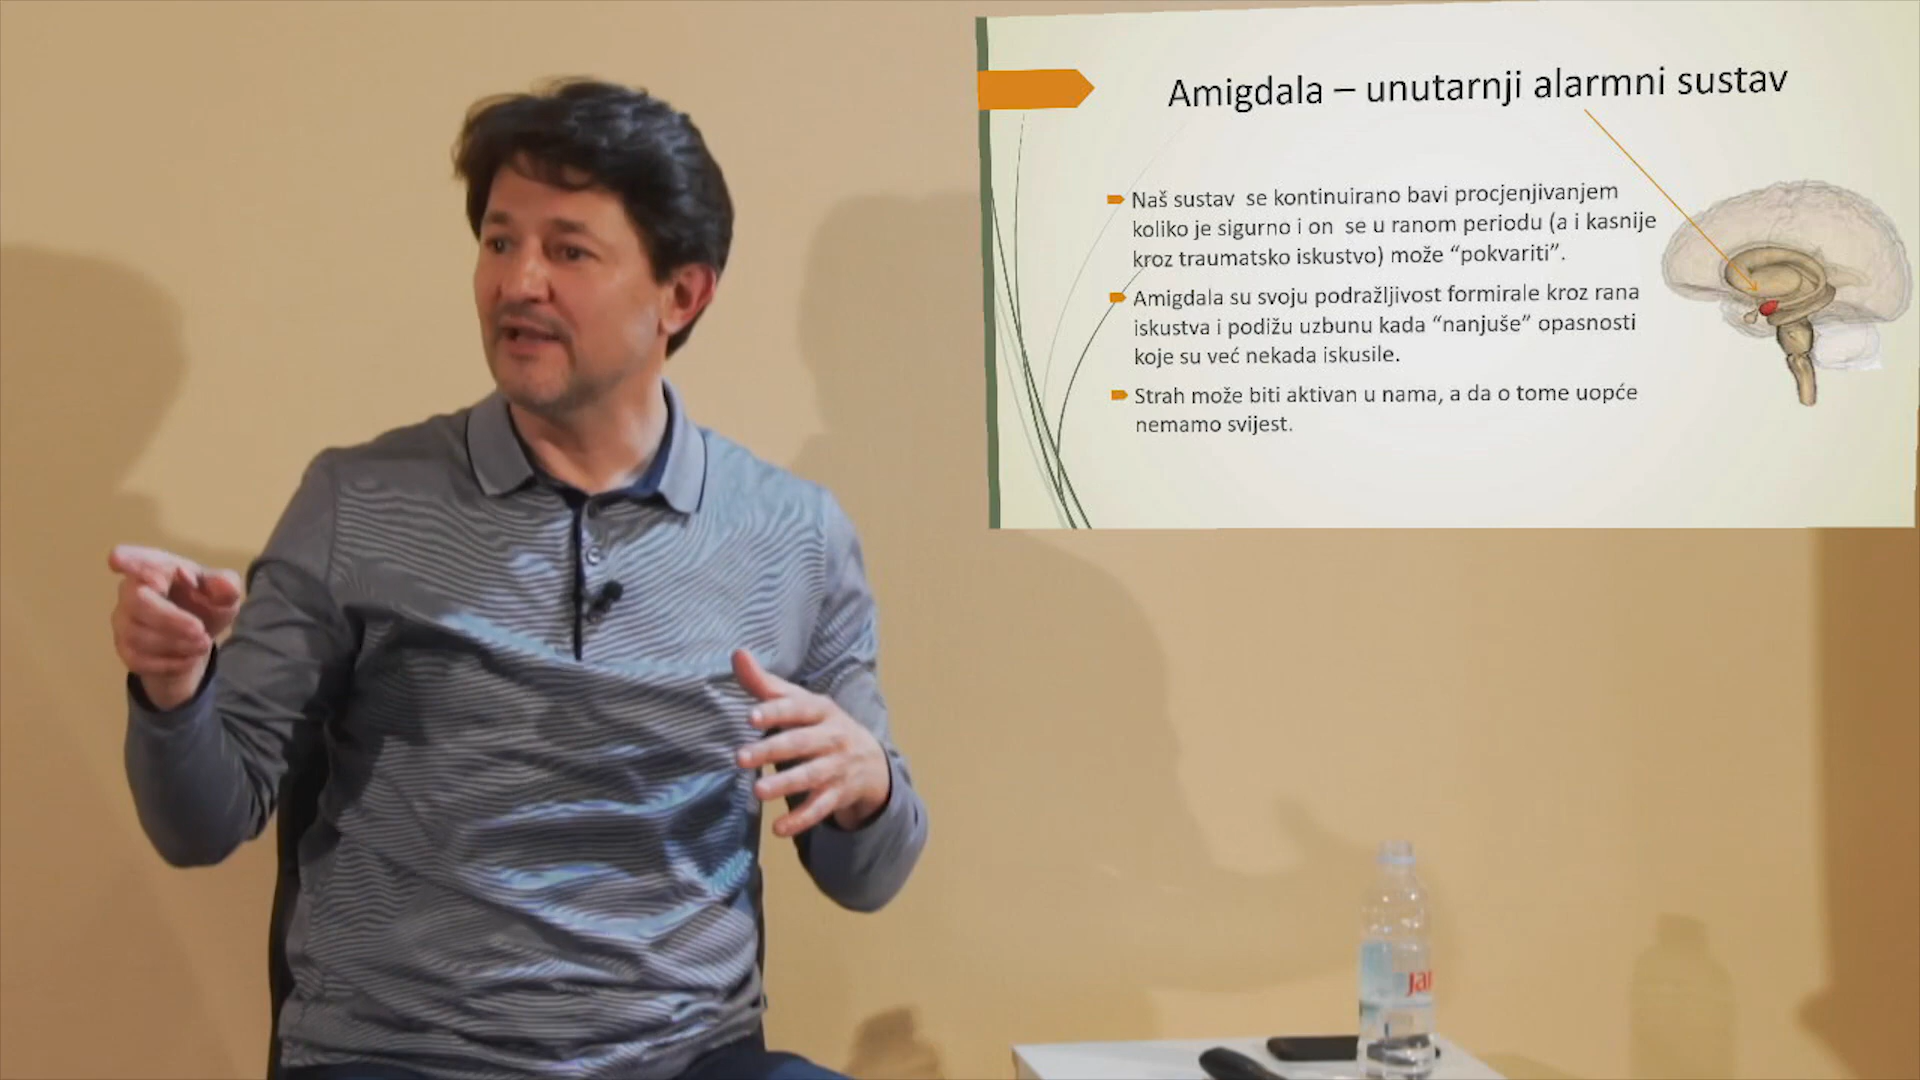 Amigdala – unutarnji alarmni sustav
Naš sustav se kontinuirano bavi procjenjivanjem
koliko je sigurno i on se u ranom periodu (a i kasnije
kroz traumatsko iskustvo) može “pokvariti”.
Amigdala su svoju podražljivost formirale kroz rana
iskustva i podižu uzbunu kada “nanjuše” opasnosti
koje su već nekada iskusile.
Strah može biti aktivan u nama, a da o tome uopće
nemamo svijest.